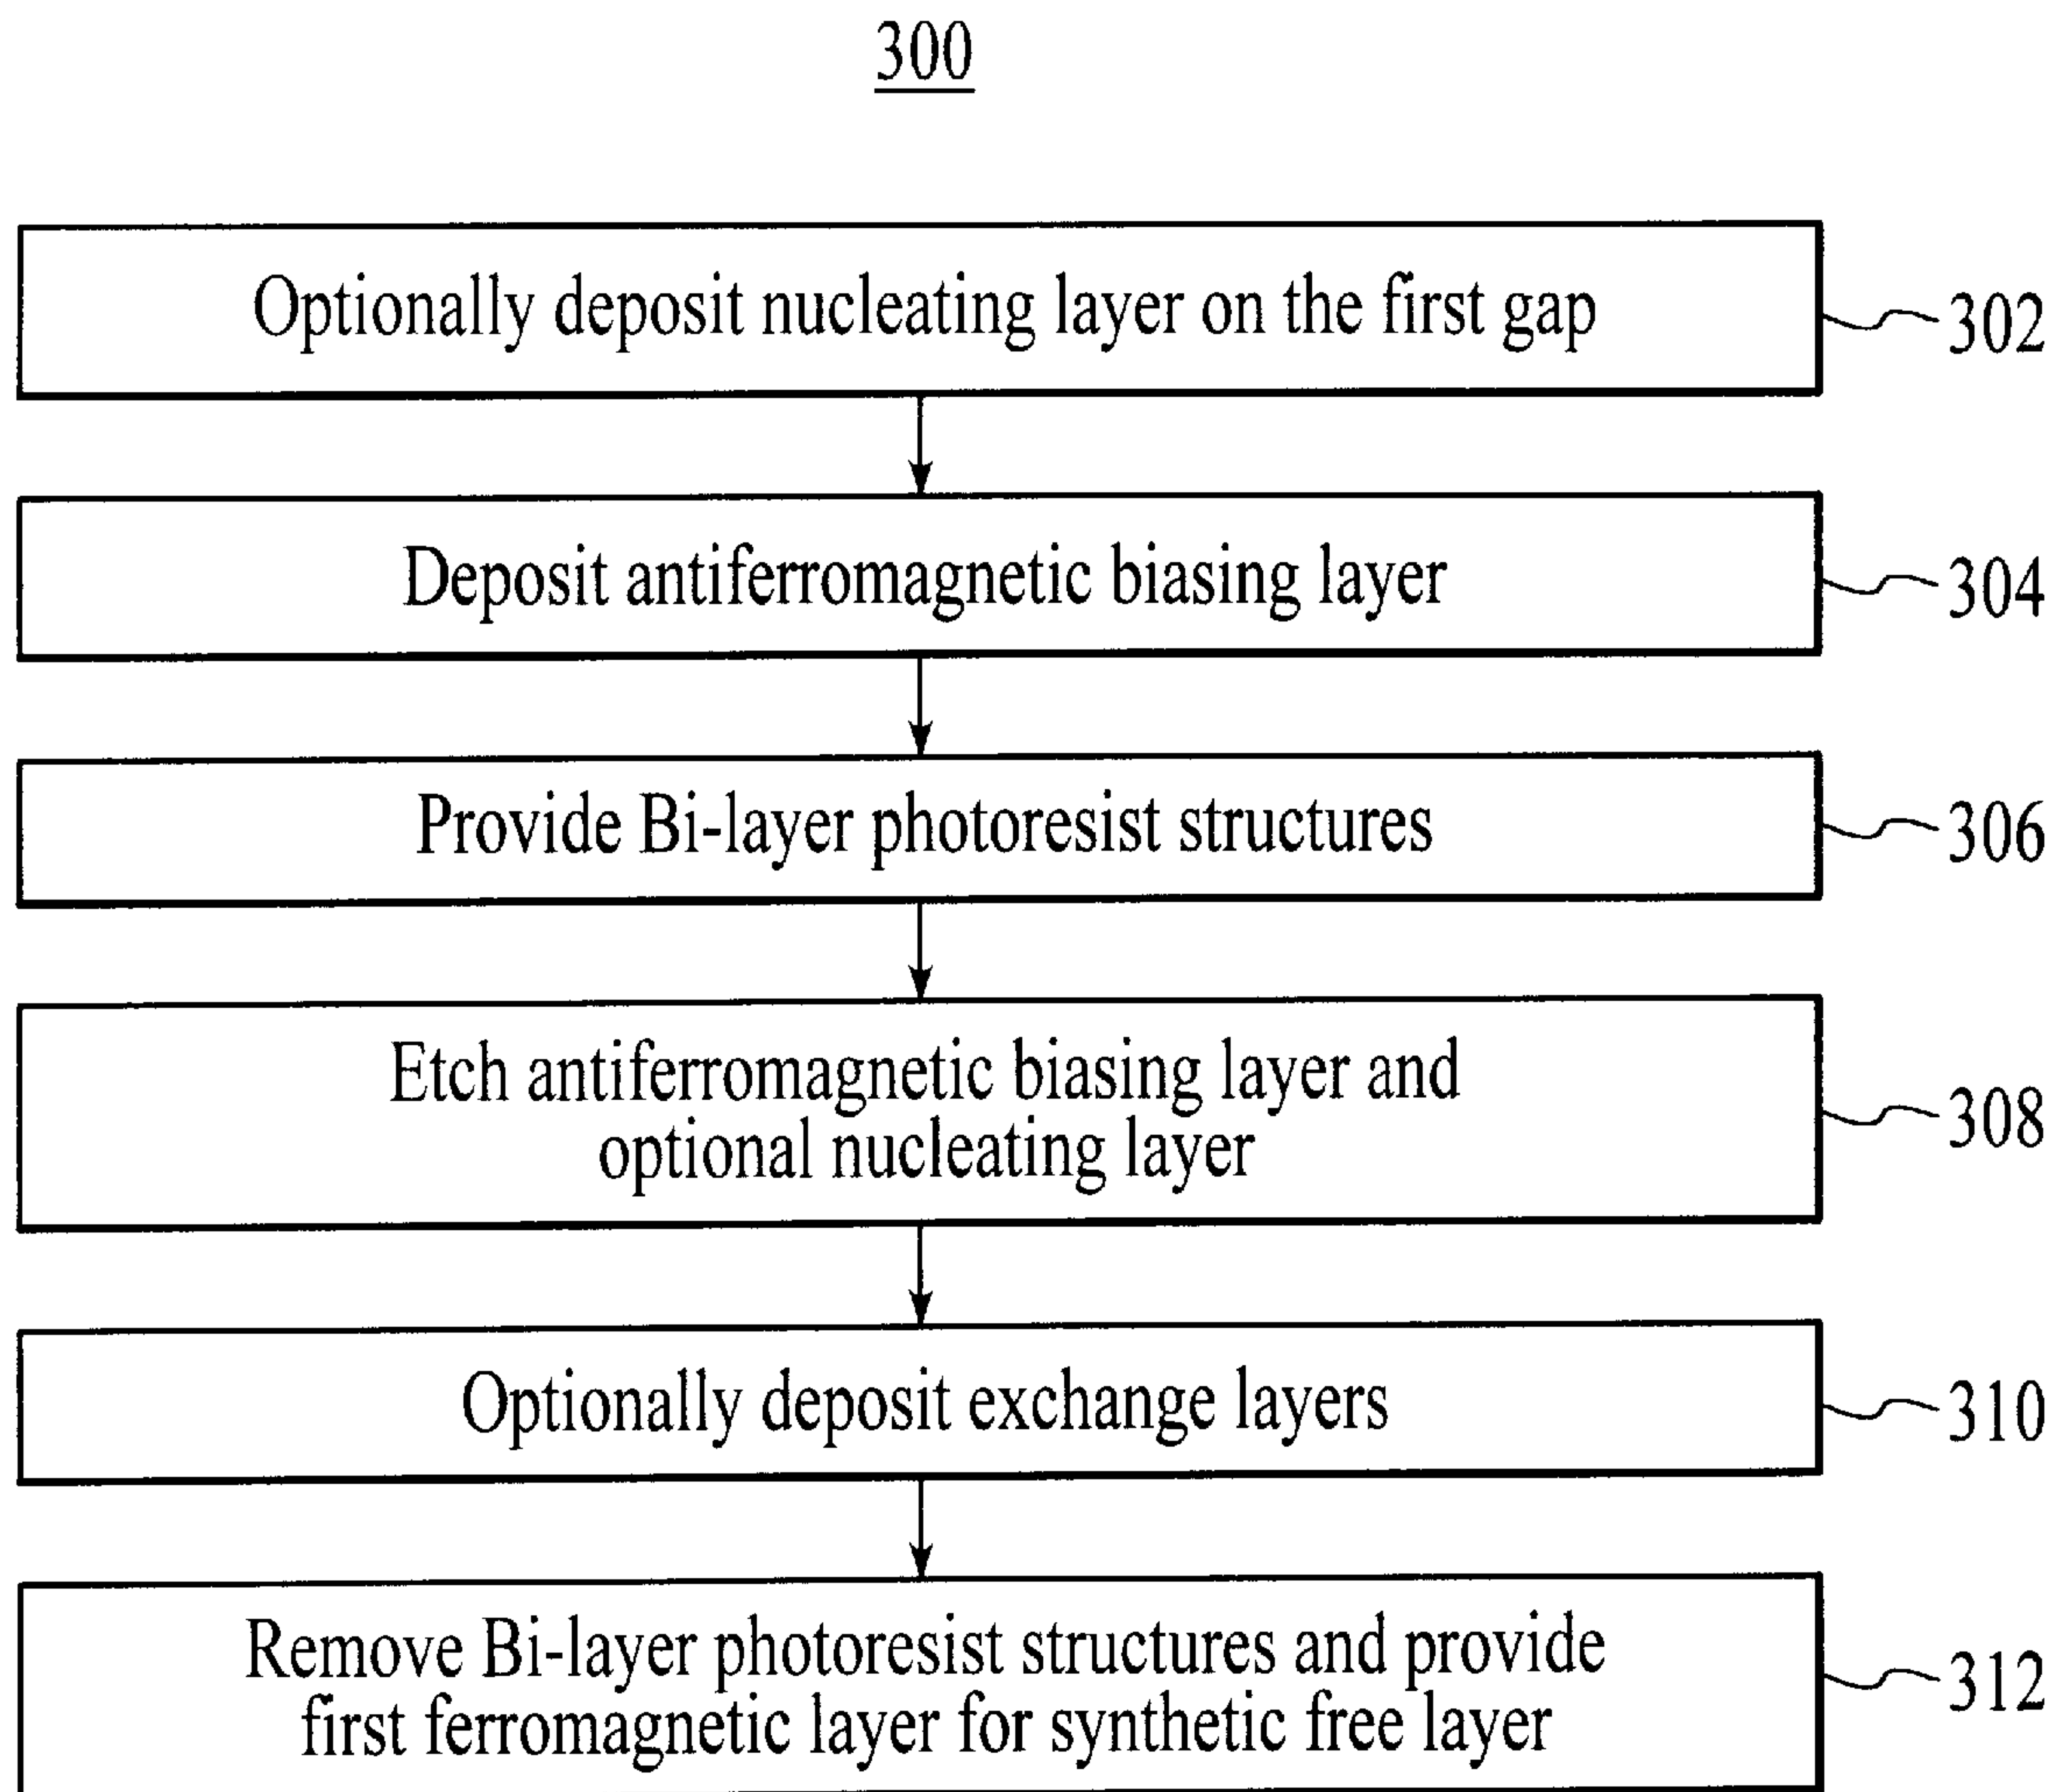 300
Optionally deposit nucleating layer on the first gap
302
Deposit antiferromagnetic biasing layer
304
Provide Bi-layer photoresist structures
306
Etch antiferromagnetic biasing layer and
optional nucleating layer
308
Optionally deposit exchange layers
310
Remove Bi-layer photoresist structures and provide
first ferromagnetic layer for synthetic free layer
312